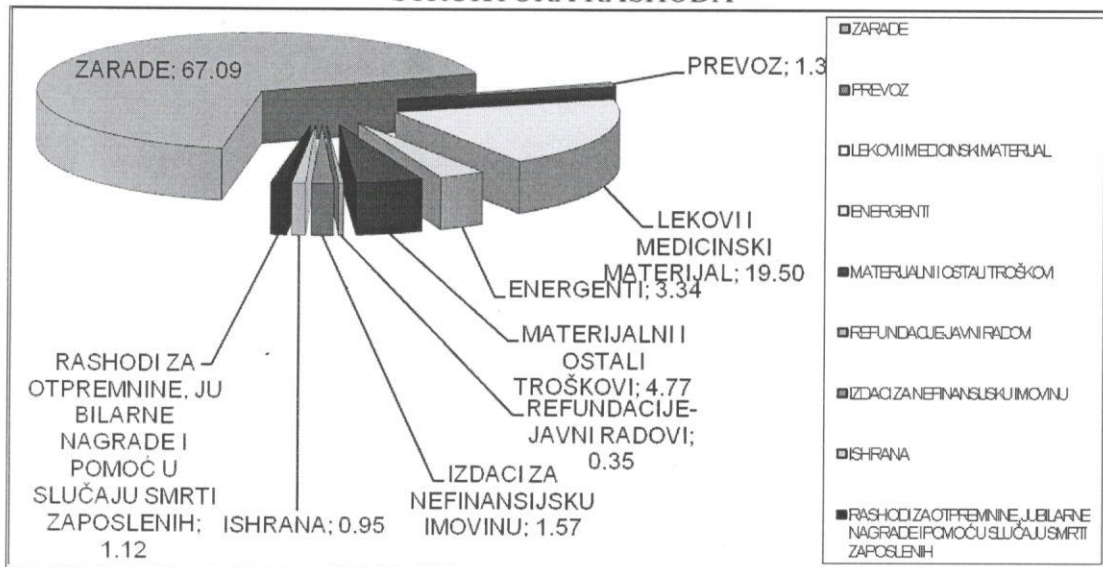 ZARADE; 67.09
PREVOZ; 1.3
LEKOVI I
MEDICINSKI
MATERIJAL; 19.50
ENERGENTI; 3.34
MATERIJALNI I
OSTALI
TROŠKOVI; 4.77
REFUNDACIJE-
JAVNI RADOVI;
0.35
IZDACI ZA
NEFINANSIJSKU
IMOVINU; 1.57
ISHRANA; 0.95
RASHODI ZA
OTPREMNINE, JU
BILARNE
NAGRADE I
POMOĆ U
SLUČAJU SMRTI
ZAPOSLENIH;
1.12
ZARADE
PREVOZ
LEKOVI I MEDICINSKI MATERIJAL
ENERGENTI
MATERIJALNI I OSTALI TROŠKOVI
REFUNDACIJE-JAVNI RADOVI
IZDACI ZA NEFINANSIJSKU IMOVINU
ISHRANA
RASHODI ZA OTPREMNINE, JUBILARNE
NAGRADE I POMOĆ U SLUČAJU SMRTI
ZAPOSLENIH